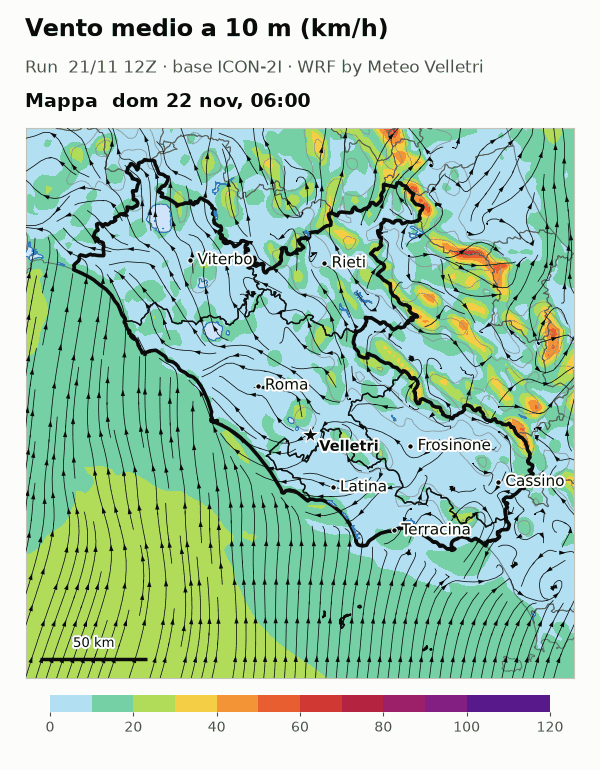 Vento medio a 10 m (km/h)
Run  21/11 12Z · base ICON-2I · WRF by Meteo Velletri
Mappa  dom 22 nov, 06:00
Viterbo
Rieti
Roma
Velletri
Frosinone
Latina
Cassino
Terracina
50 km
0 20 40 60 80 100 120